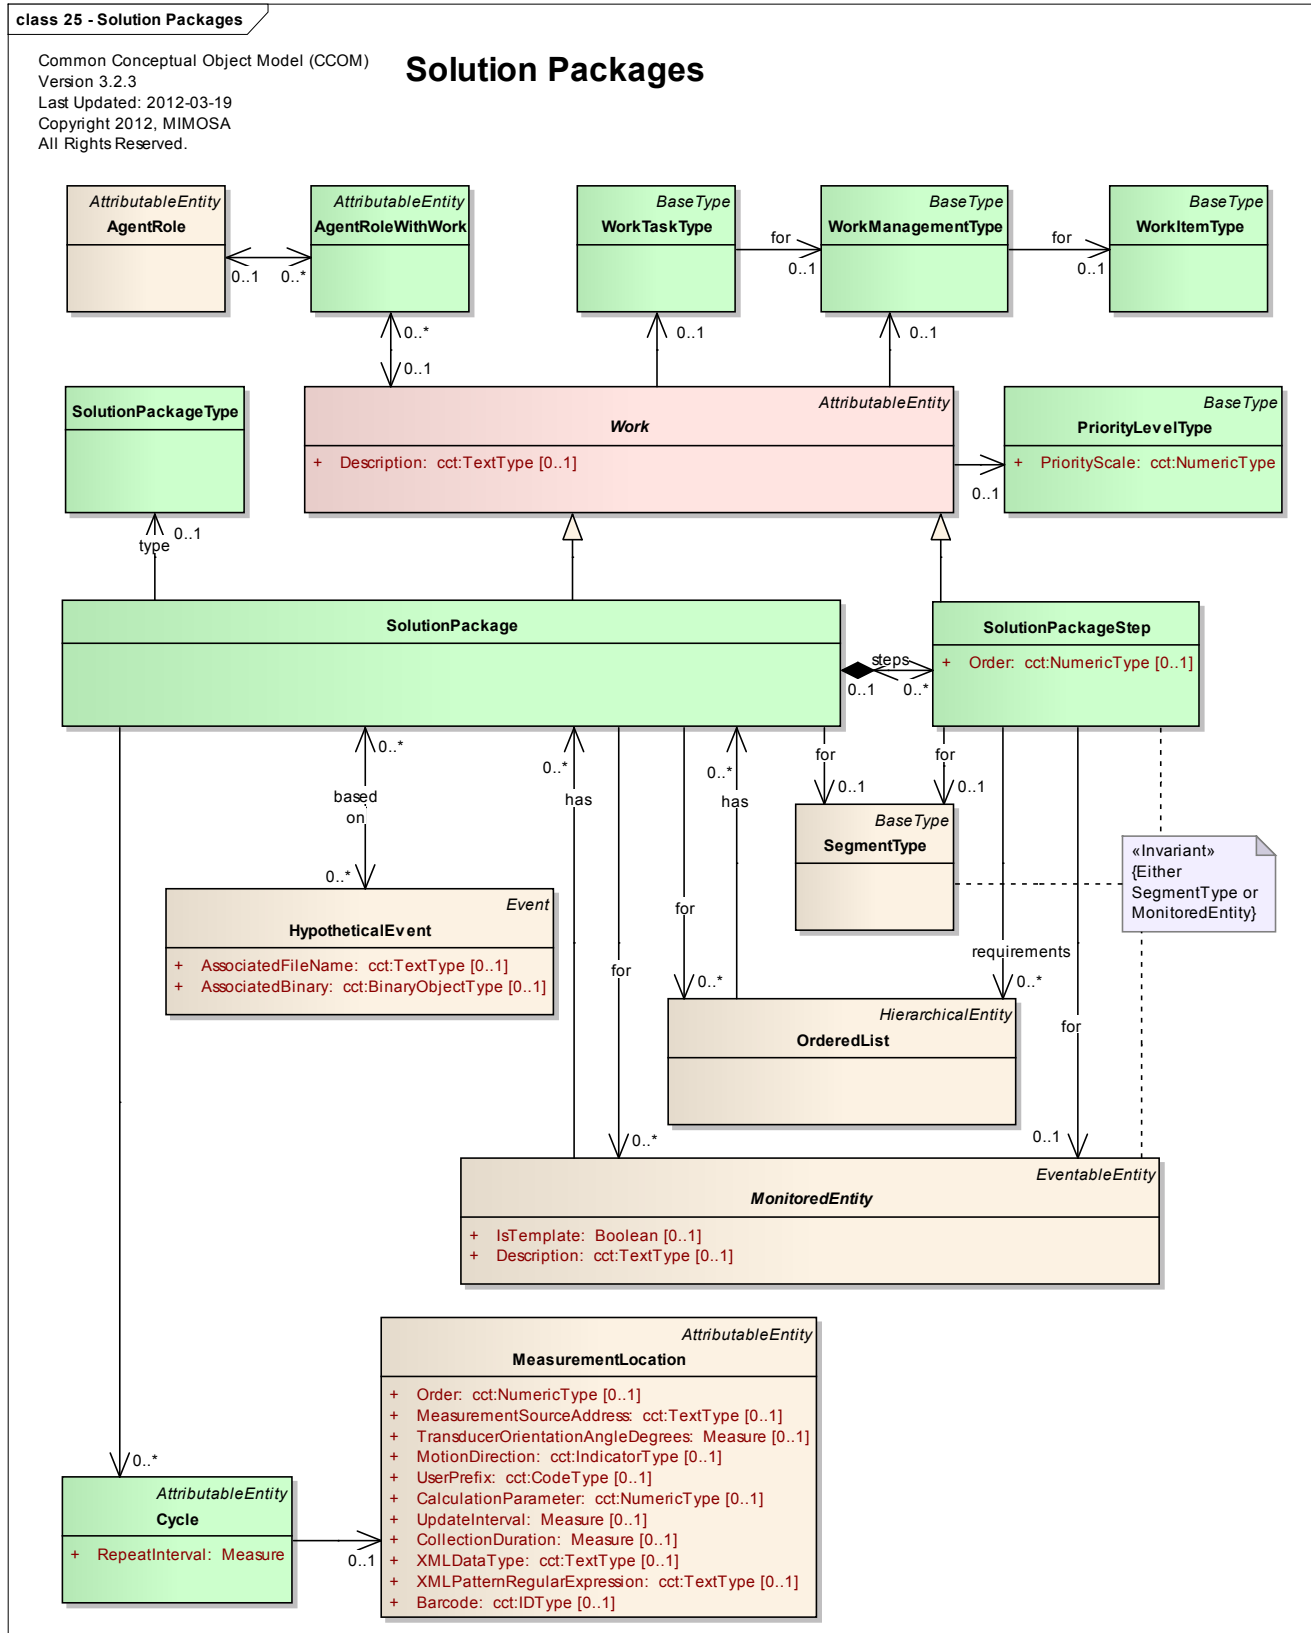 class 25 - Solution Packages
Common Conceptual Object Model (CCOM)
Version 3.2.3
Last Updated: 2012-03-19
Copyright 2012, MIMOSA
All Rights Reserved.
Solution Packages
AttributableEntity
AgentRole
AttributableEntity
AgentRoleWithWork
BaseType
WorkTaskType
BaseType
WorkManagementType
BaseType
WorkItemType
0..1
0..*
for
0..1
for
0..1
0..*
0..1
0..1
0..1
SolutionPackageType
AttributableEntity
Work
+ Description: cct:TextType [0..1]
BaseType
PriorityLevelType
+ PriorityScale: cct:NumericType
0..1
0..1
type
SolutionPackage
SolutionPackageStep
+ Order: cct:NumericType [0..1]
steps
0..1
0..*
0..*
based
on
0..*
0..*
has
for
0..*
for
0..*
0..*
has
for
0..1
for
0..1
BaseType
SegmentType
«Invariant»
{Either
SegmentType or
MonitoredEntity}
Event
HypotheticalEvent
+ AssociatedFileName: cct:TextType [0..1]
+ AssociatedBinary: cct:BinaryObjectType [0..1]
requirements
0..*
for
0..1
HierarchicalEntity
OrderedList
EventableEntity
MonitoredEntity
+ IsTemplate: Boolean [0..1]
+ Description: cct:TextType [0..1]
AttributableEntity
MeasurementLocation
+ Order: cct:NumericType [0..1]
+ MeasurementSourceAddress: cct:TextType [0..1]
+ TransducerOrientationAngleDegrees: Measure [0..1]
+ MotionDirection: cct:IndicatorType [0..1]
+ UserPrefix: cct:CodeType [0..1]
+ CalculationParameter: cct:NumericType [0..1]
+ UpdateInterval: Measure [0..1]
+ CollectionDuration: Measure [0..1]
+ XMLDataType: cct:TextType [0..1]
+ XMLPatternRegularExpression: cct:TextType [0..1]
+ Barcode: cct:IDType [0..1]
0..*
AttributableEntity
Cycle
+ RepeatInterval: Measure
0..1